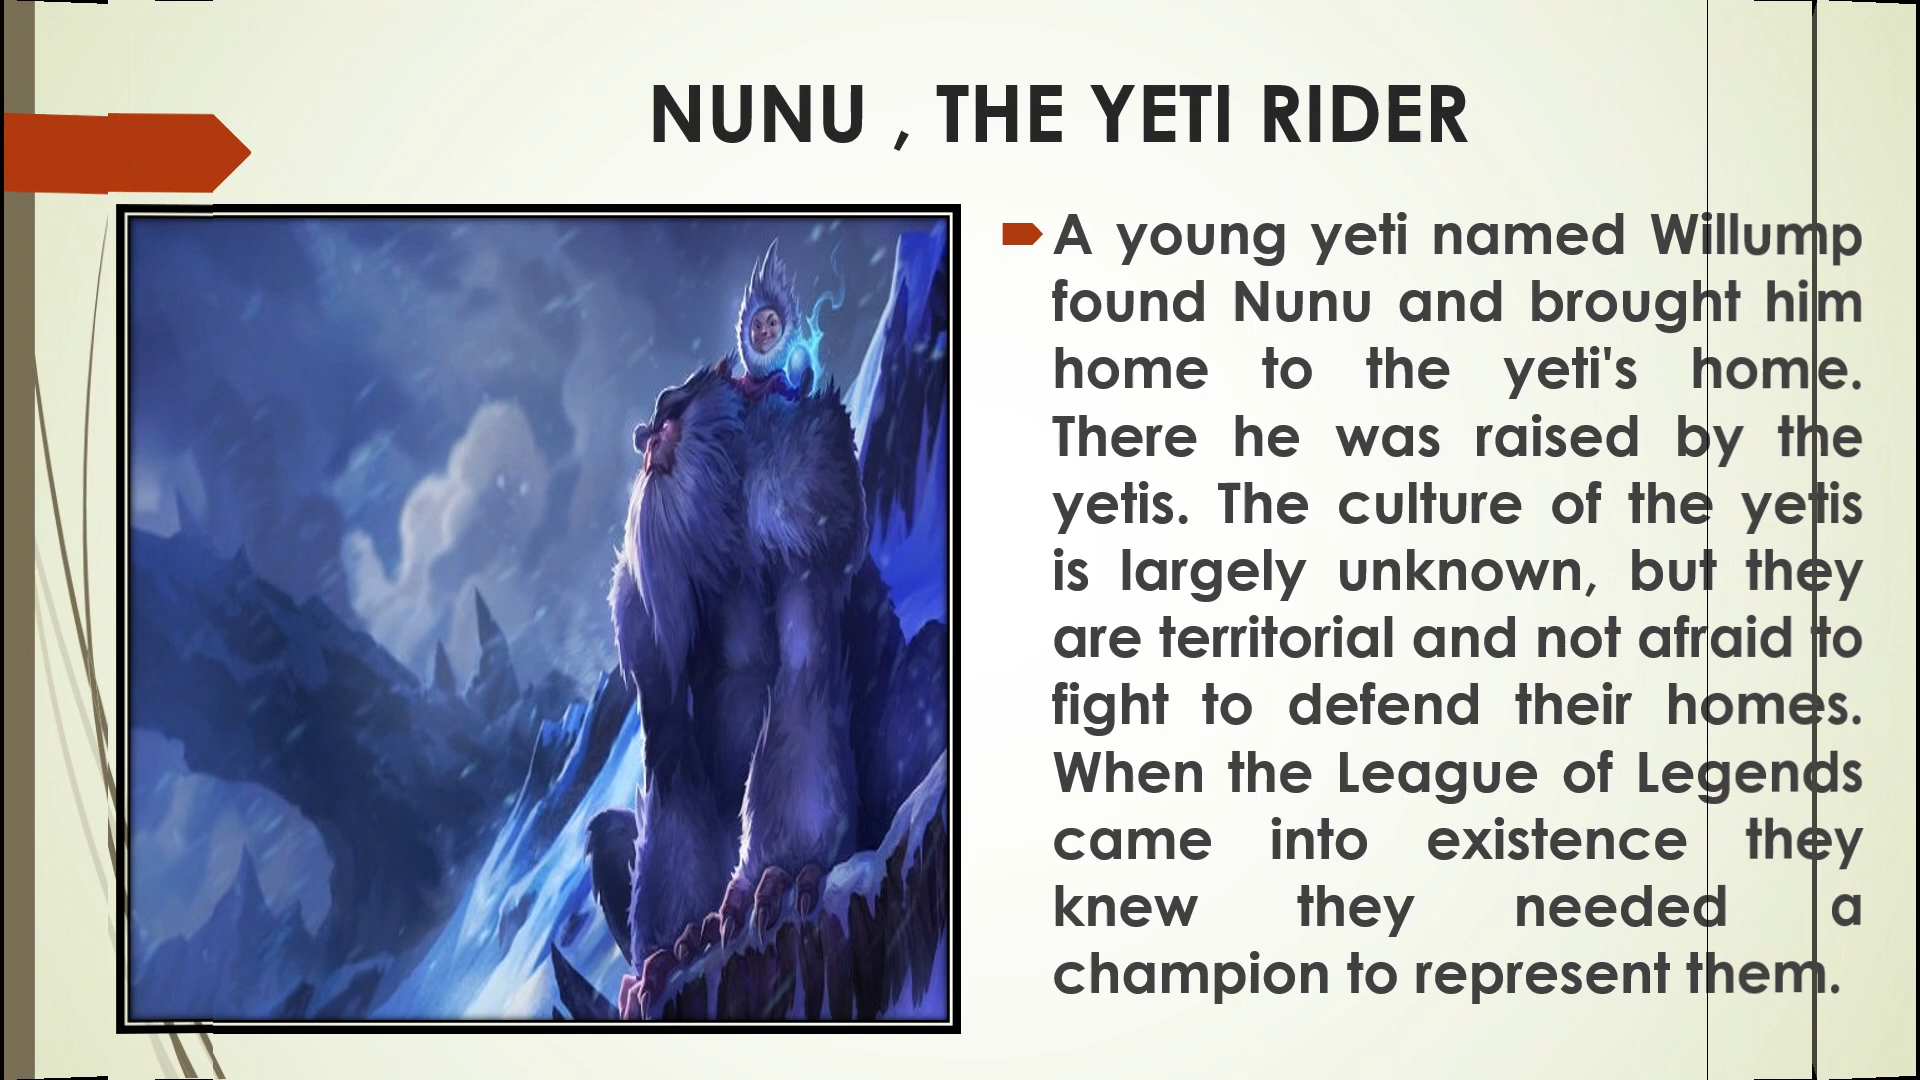 NUNU , THE YETI RIDER
A young yeti named Willump
found Nunu and brought him
home to the yeti's home.
There he was raised by the
yetis. The culture of the yetis
is largely unknown, but they
are territorial and not afraid to
fight to defend their homes.
When the League of Legends
came into existence they
knew they needed a
champion to represent them.